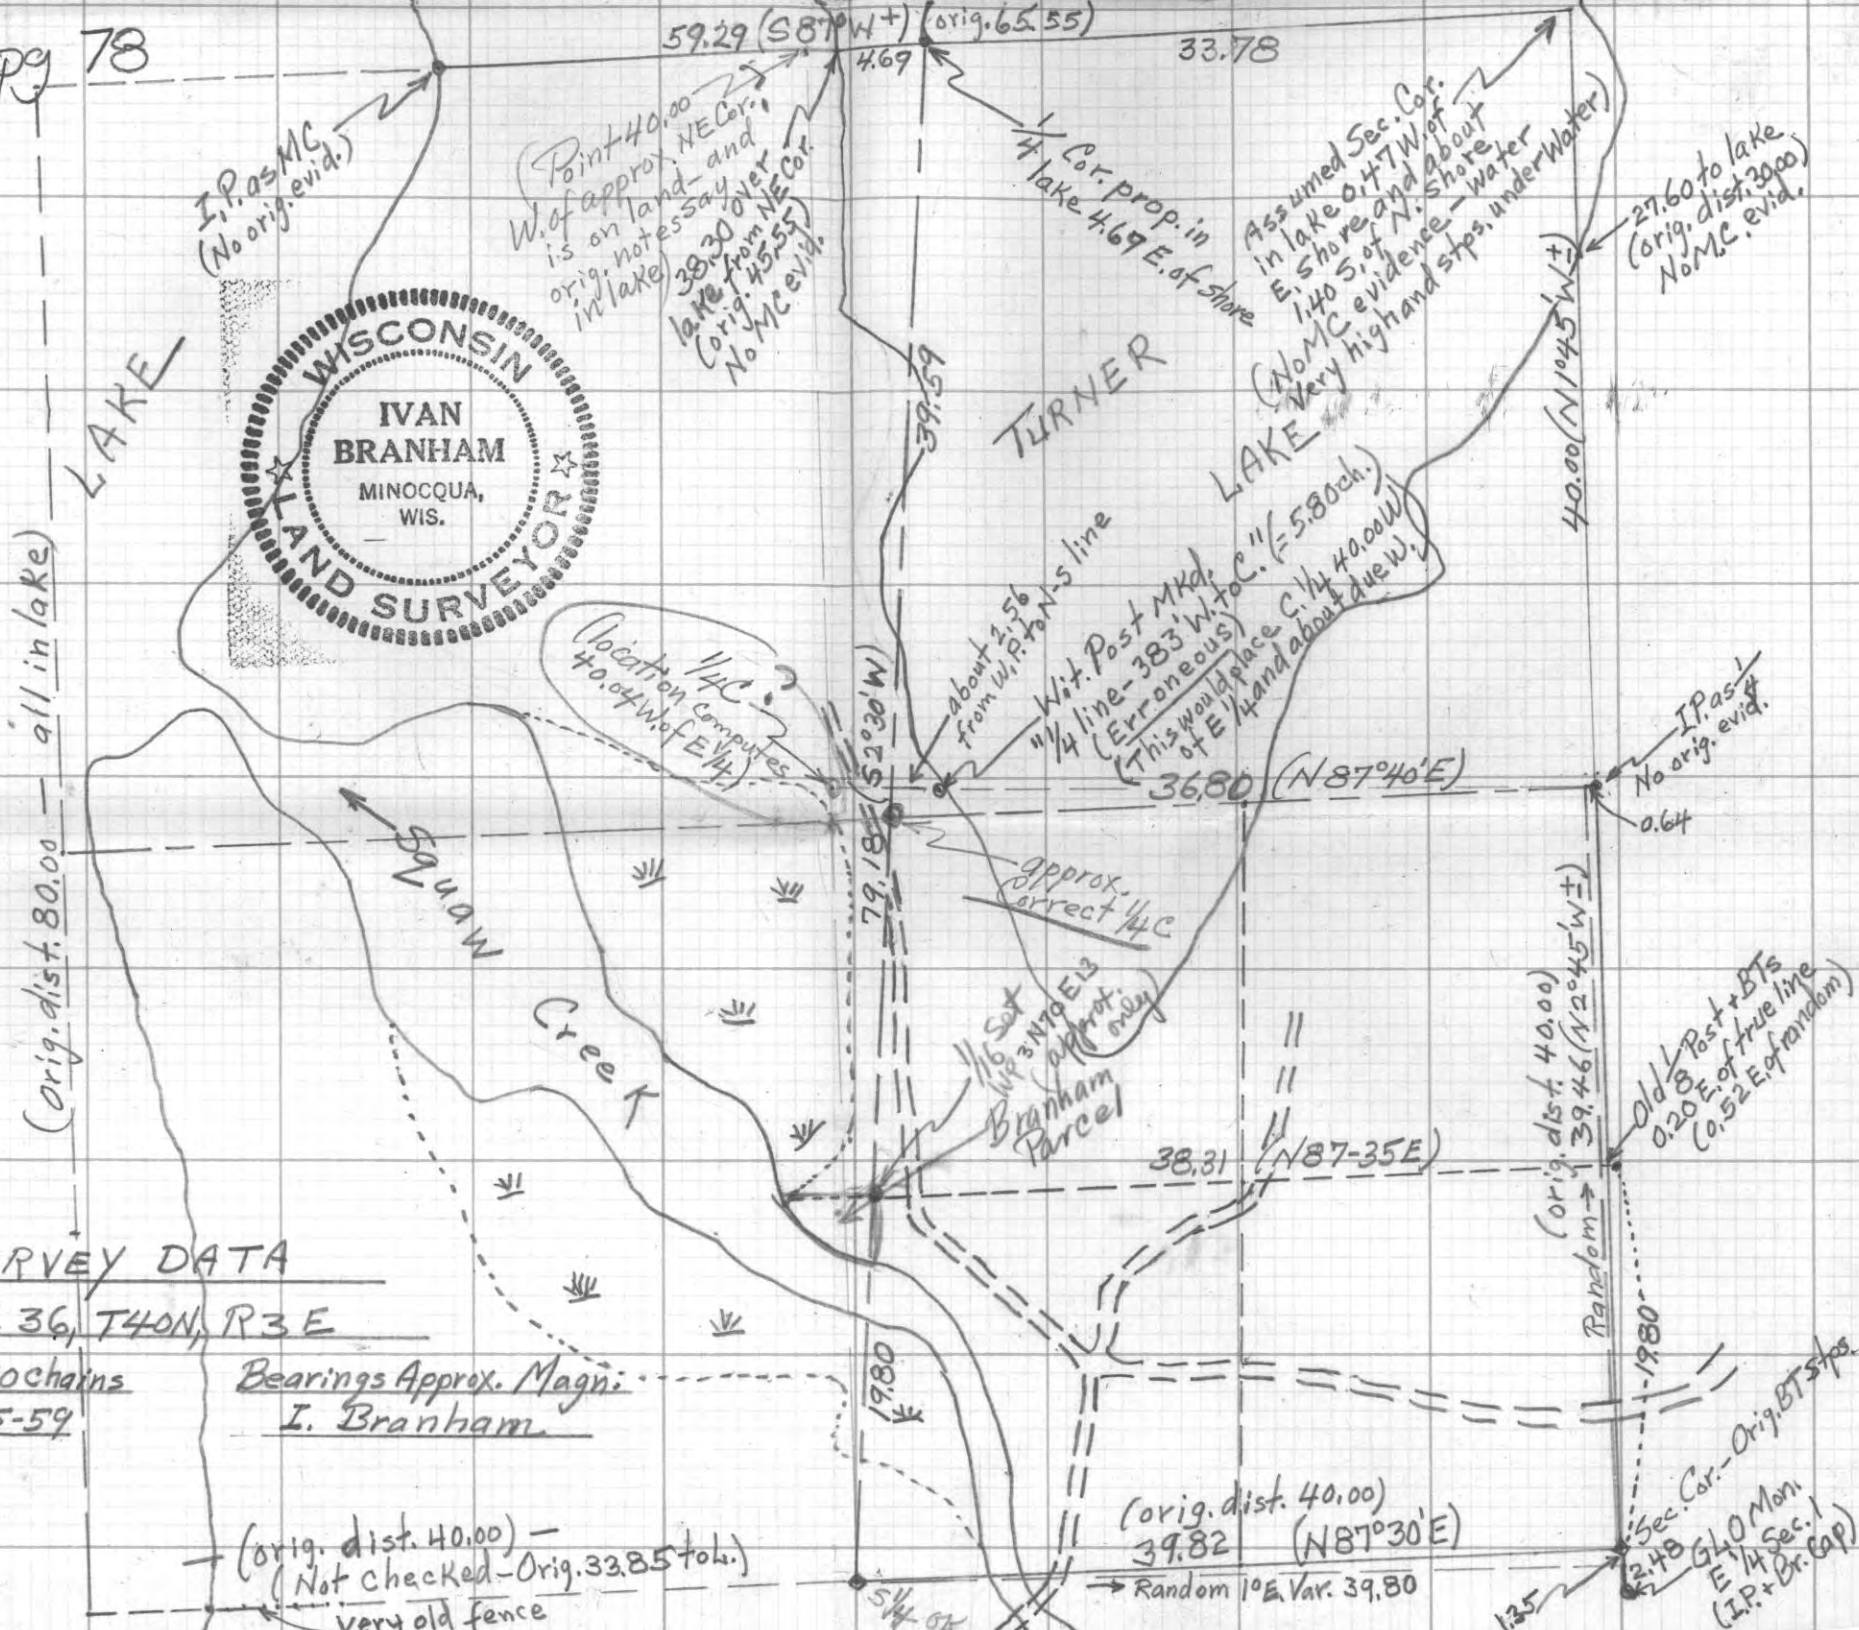 pg 78
59.29 (S87°W±) (orig. 65.55)
4.69
33.78
I.P. as MC
(No orig. evid.)
(Point 40.00
W. of approx. NE Cor.,
is on land- and
orig. notes say
in lake)
38.30 over
lake from NE Cor.
(orig. 45.55)
No MC evid.
1/4 Cor. prop. in
lake 4.69 E. of shore
Assumed Sec. Cor.
in lake 0.47 W. of
E. shore and about
1.40 S. of N. shore
(No MC evidence - Water
very high and stps. under Water)
27.60 to lake
(orig. dist. 30.00)
No M.C. evid.
40.00 (N1°45'W±)
LAKE
WISCONSIN
IVAN
BRANHAM
MINOCQUA,
WIS.
LAND SURVEYOR
39.59
TURNER
LAKE
(orig. dist. 80.00 — all in lake)
about 2.56
from W.P. to N-S line
Wit. Post Mkd.
"1/4 line - 383' W. to C." (= 5.80 ch.)
(Erroneous)
(This would place C. 1/4 40.00 W.
of E 1/4 and about due W.)
1/4 C ?
(location computes
40.04 W. of E 1/4)
79.18 (S2°30'W)
36.80 (N87°40'E)
I.P. as 1/4
No orig. evid.
0.64
approx.
Correct 1/4 C
Squaw
Creek
1/16 Set
WP 3 N70E13
(approx.
only)
Branham
Parcel
38.31 (N87-35E)
(orig. dist. 40.00)
Random → 39.46 (N2°45'W±)
Old 1/8 Post + BTs
0.20 E. of true line
(0.52 E. of random)
19.80
RVEY DATA
36, T40N, R3E
ochains
5-59
Bearings Approx. Magn.
I. Branham
19.80
(orig. dist. 40.00) —
(Not checked - Orig. 33.85 to L.)
very old fence
S 1/4 or
(orig. dist. 40.00)
39.82 (N87°30'E)
→ Random 1°E. Var. 39.80
Sec. Cor. - Orig. BT stps.
2.48
GLO Mon.
E 1/4 Sec. 1
(I.P. + Br. Cap)
1.35